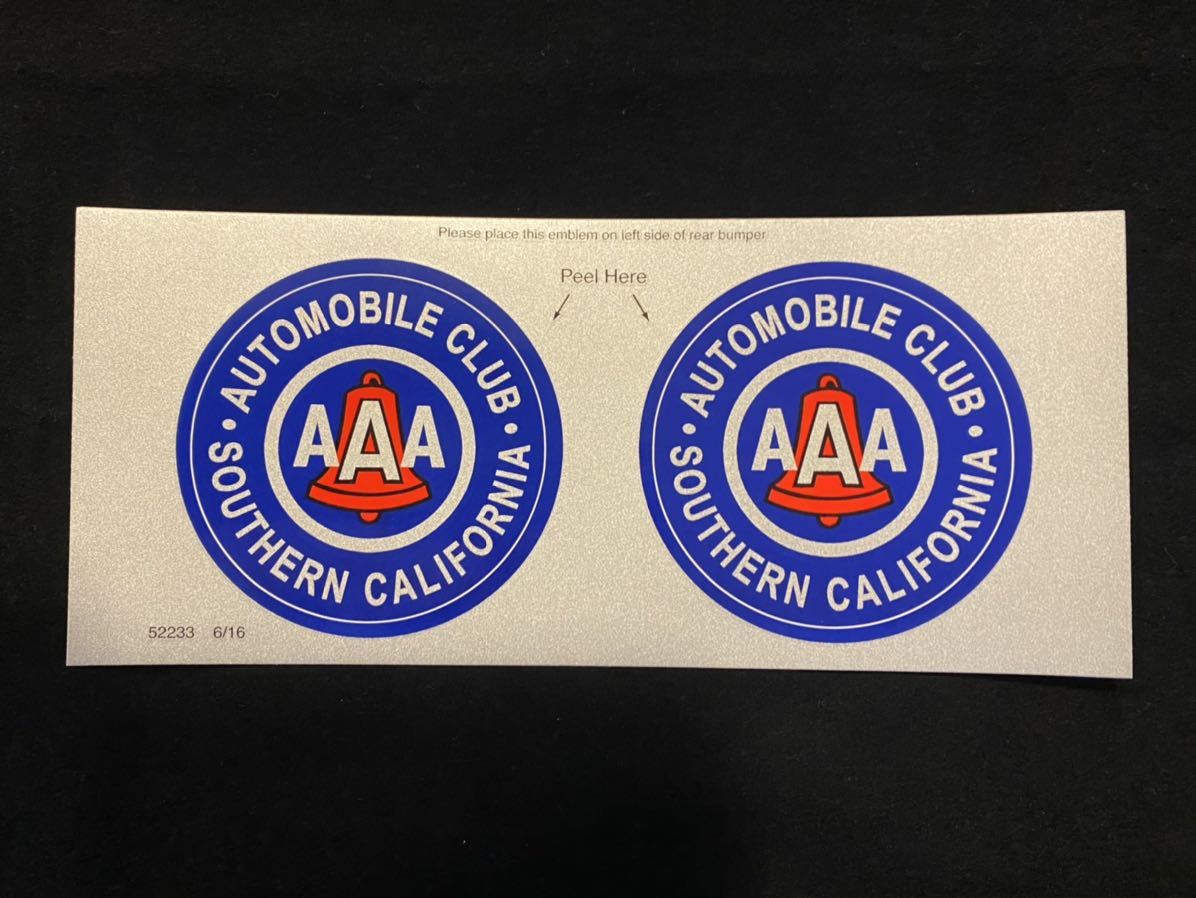 Please place this emblem on left side of rear bumper
Peel Here
AUTOMOBILE CLUB
AAA
SOUTHERN CALIFORNIA
AUTOMOBILE CLUB
AAA
SOUTHERN CALIFORNIA
52233 6/16